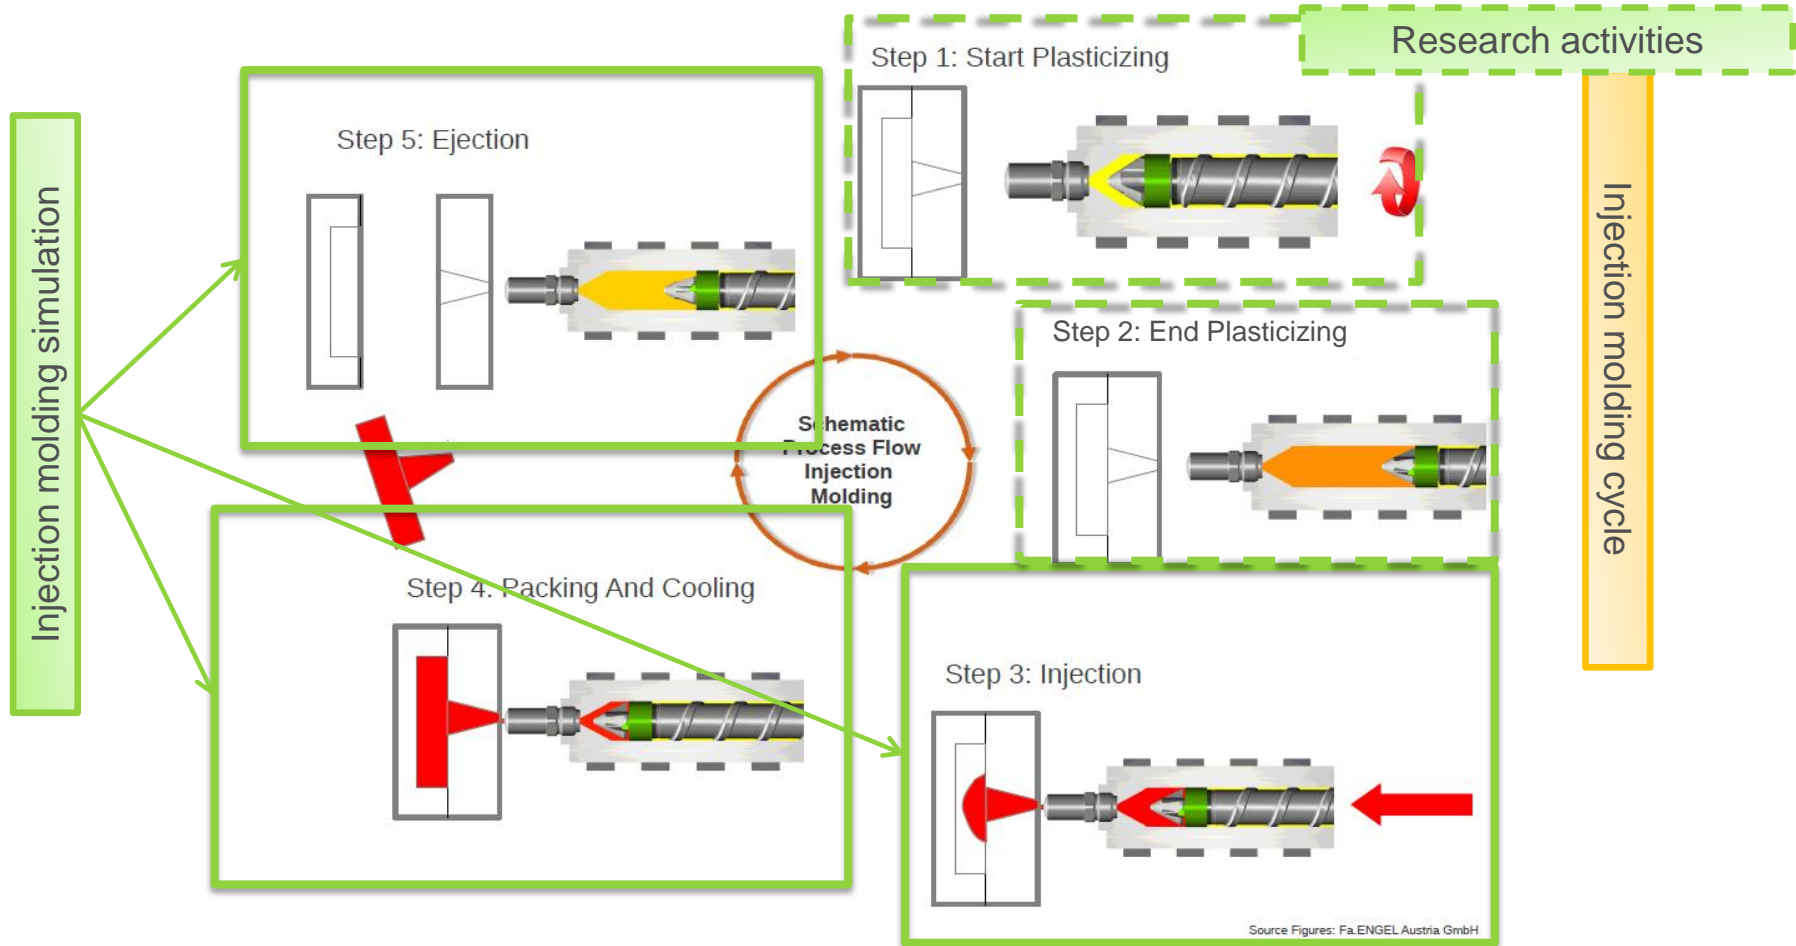 Research activities
Step 1: Start Plasticizing
Step 5: Ejection
Injection molding simulation
Injection molding cycle
Step 2: End Plasticizing
Schematic
Process Flow
Injection
Molding
Step 4: Packing And Cooling
Step 3: Injection
Source Figures: Fa.ENGEL Austria GmbH